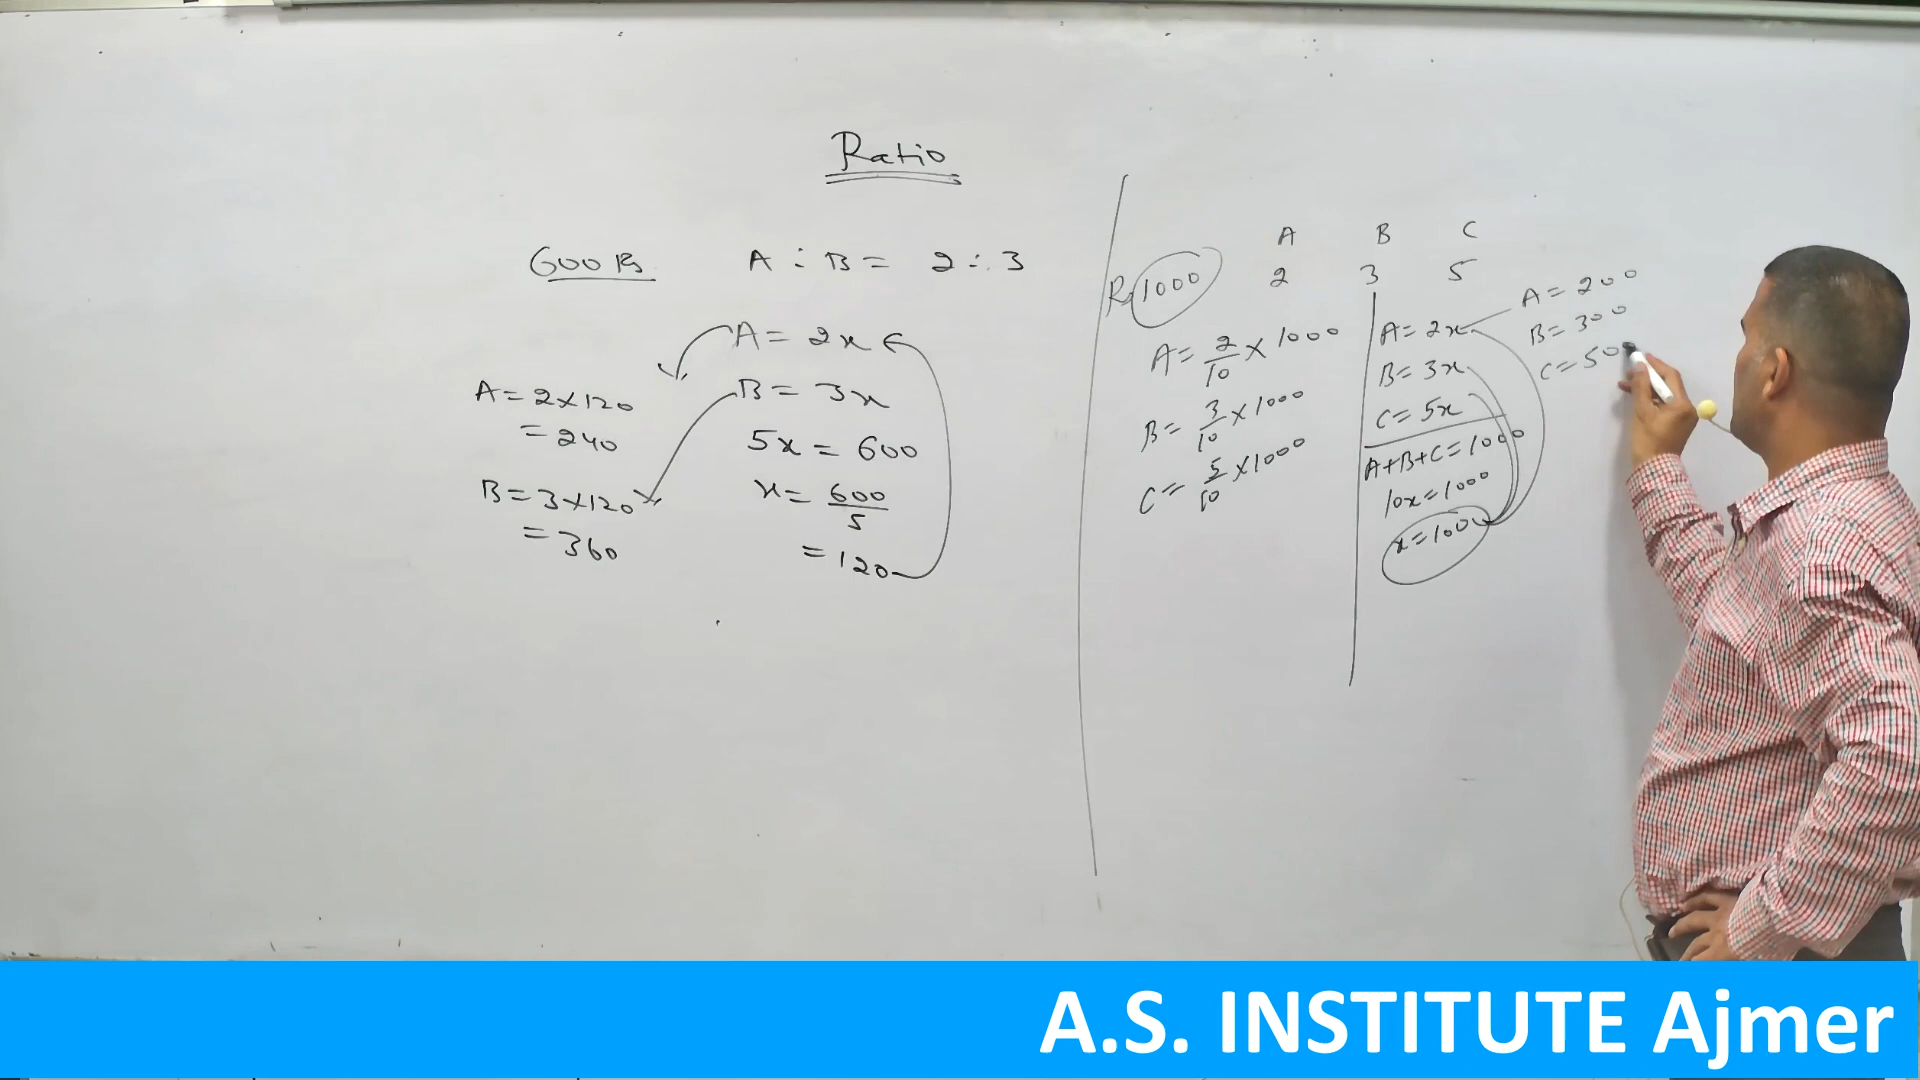 Ratio
600 Rs A : B = 2 : 3
A = 2x
B = 3x
5x = 600
x = 600/5
= 120
A = 2 × 120
= 240
B = 3 × 120
= 360
A B C
Rs 1000 2 3 5
A = 2/10 × 1000
B = 3/10 × 1000
C = 5/10 × 1000
A = 2x
B = 3x
C = 5x
A+B+C = 1000
10x = 1000
x = 100
A = 200
B = 300
C = 500
A.S. INSTITUTE Ajmer